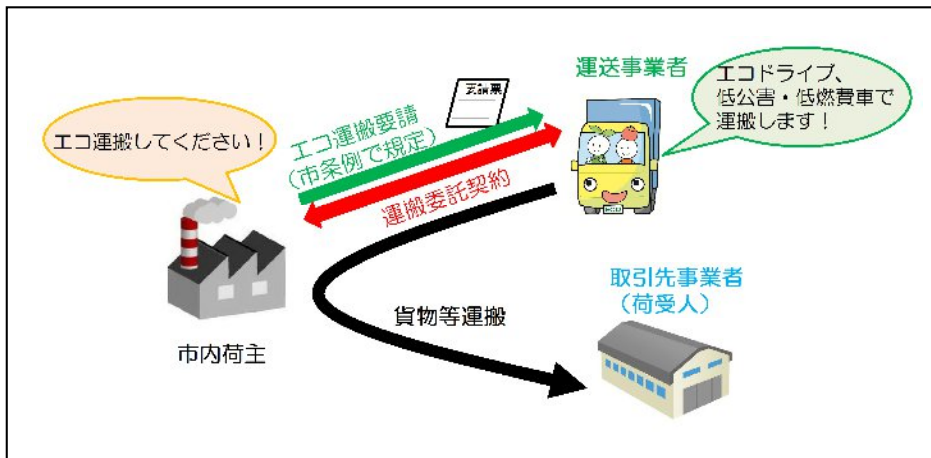 エコ運搬してください！
エコ運搬要請
（市条例で規定）
運搬委託契約
要請票
運送事業者
エコドライブ、
低公害・低燃費車で
運搬します！
市内荷主
貨物等運搬
取引先事業者
（荷受人）